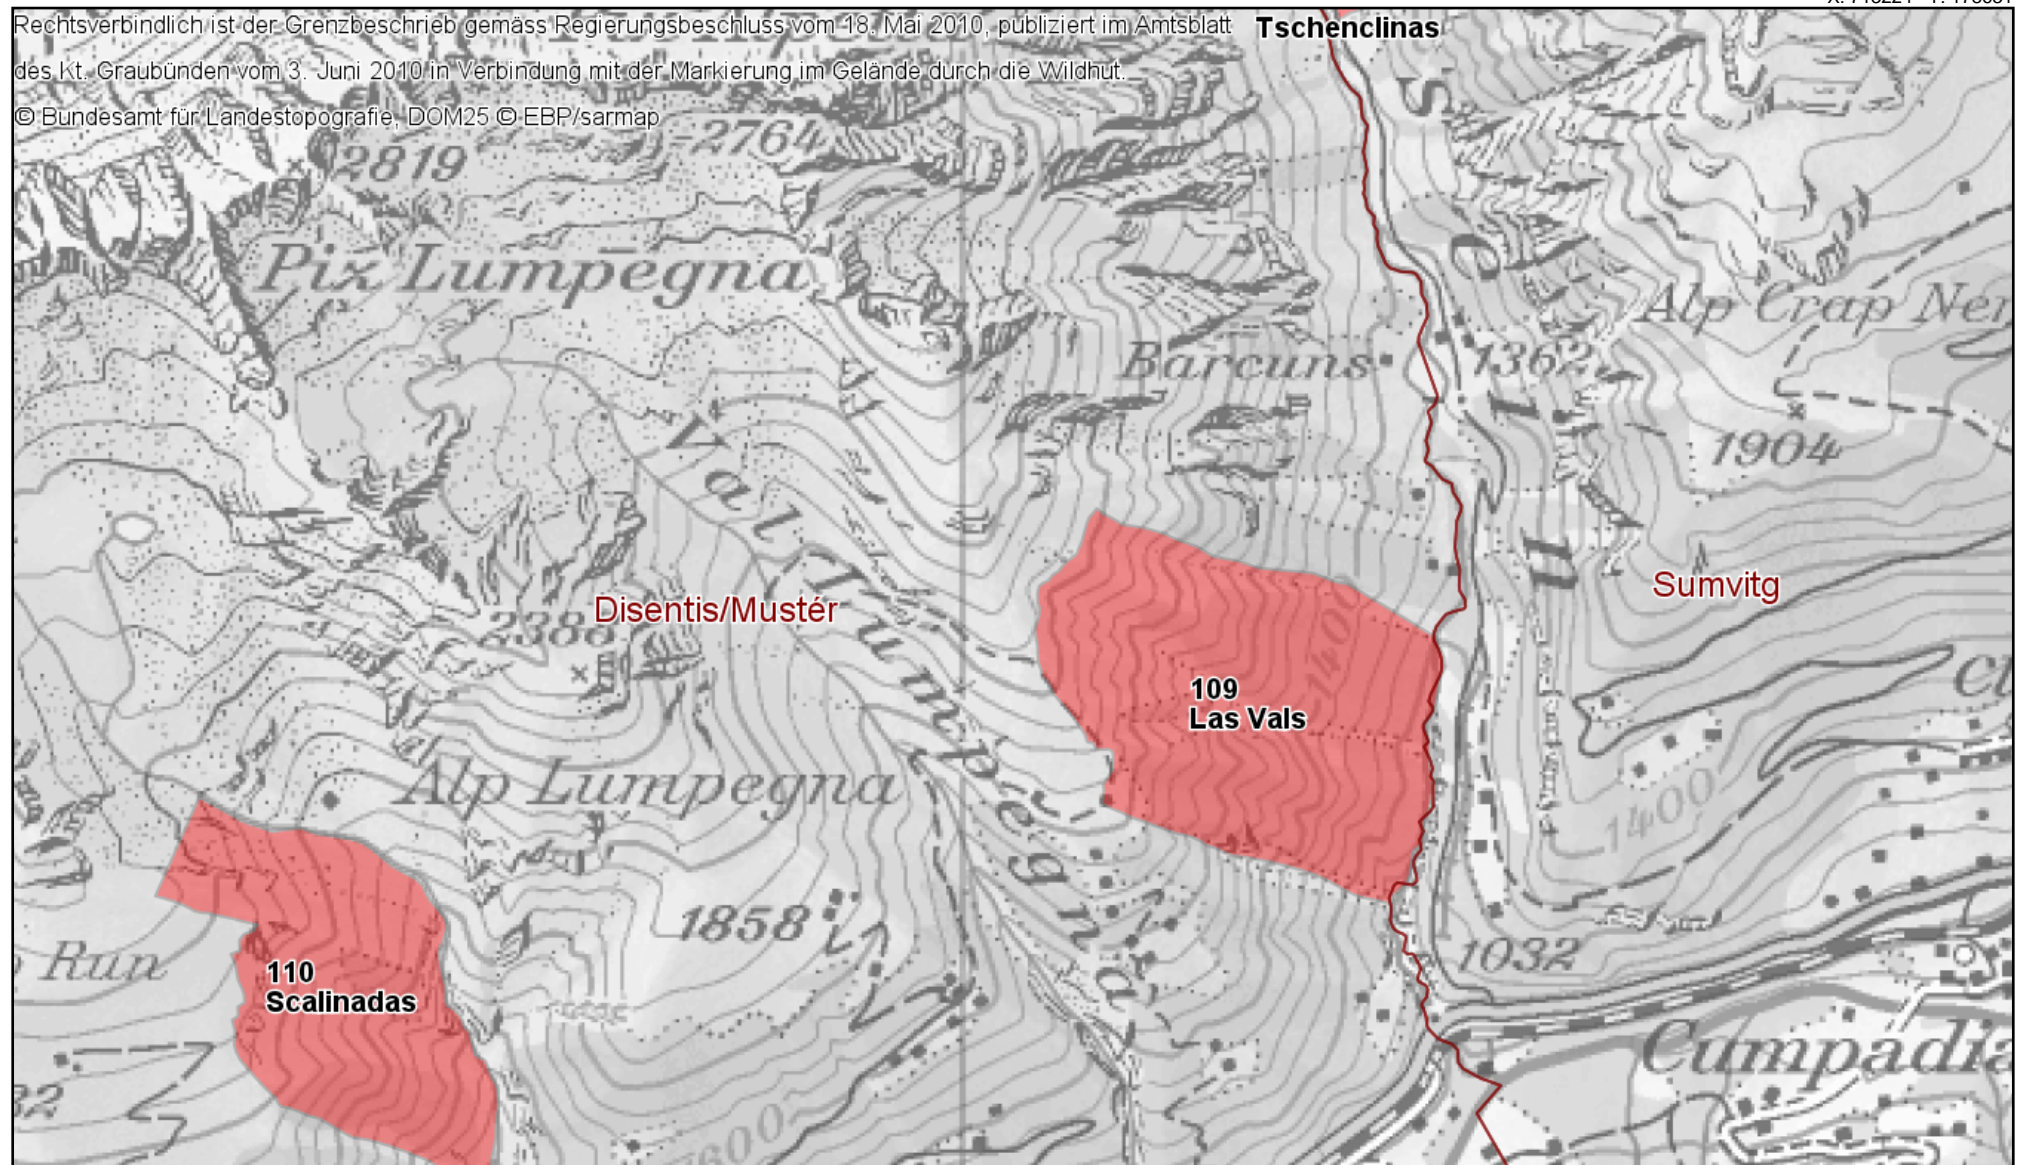 Rechtsverbindlich ist der Grenzbeschrieb gemäss Regierungsbeschluss vom 18. Mai 2010, publiziert im Amtsblatt
Tschenclinas
des Kt. Graubünden vom 3. Juni 2010 in Verbindung mit der Markierung im Gelände durch die Wildhut.
© Bundesamt für Landestopografie, DOM25 © EBP/sarmap
2764
2819
Piz Lumpegna
Alp Crap Ner
Barcuns
1362
1904
Val Lumpegna
Sumvitg
Disentis/Mustér
2388
1400
109
Las Vals
Alp Lumpegna
1400
1858
Run
1032
110
Scalinadas
Cumpadia